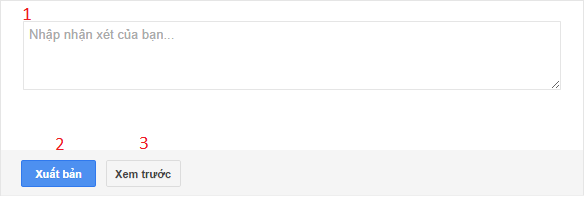 1
Nhập nhận xét của bạn...
2 3
Xuất bản Xem trước